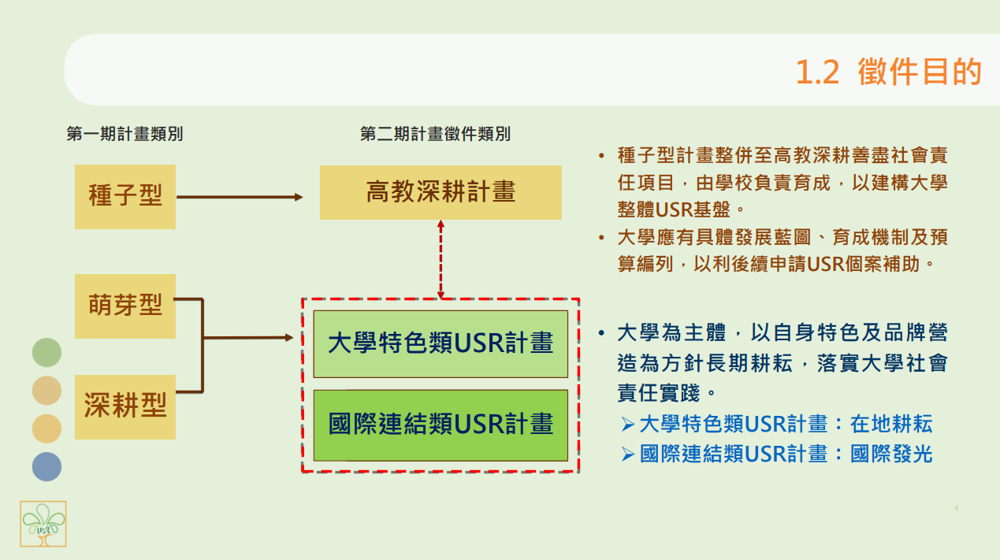 1.2 徵件目的
第一期計畫類別
第二期計畫徵件類別
種子型
高教深耕計畫
萌芽型
深耕型
大學特色類USR計畫
國際連結類USR計畫
• 種子型計畫整併至高教深耕善盡社會責
任項目，由學校負責育成，以建構大學
整體USR基盤。
• 大學應有具體發展藍圖、育成機制及預
算編列，以利後續申請USR個案補助。
• 大學為主體，以自身特色及品牌營
造為方針長期耕耘，落實大學社會
責任實踐。
➢大學特色類USR計畫：在地耕耘
➢國際連結類USR計畫：國際發光
USR
4